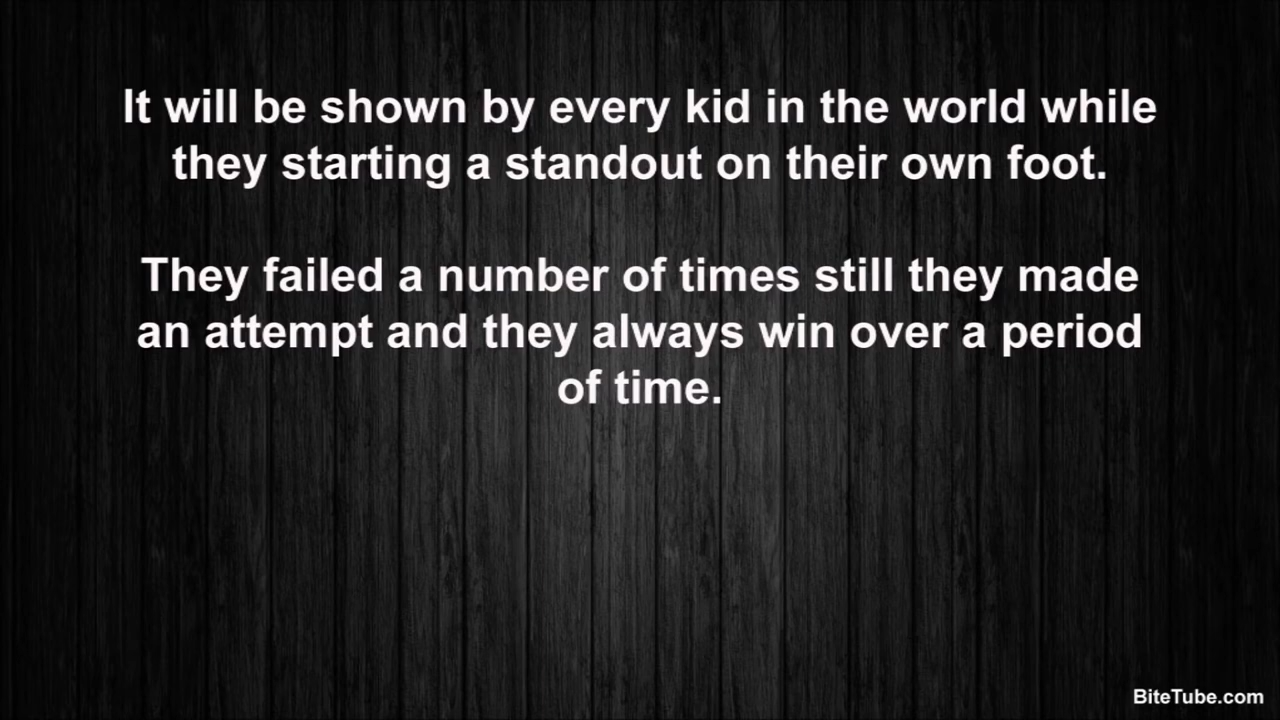 It will be shown by every kid in the world while
they starting a standout on their own foot.
They failed a number of times still they made
an attempt and they always win over a period
of time.
BiteTube.com